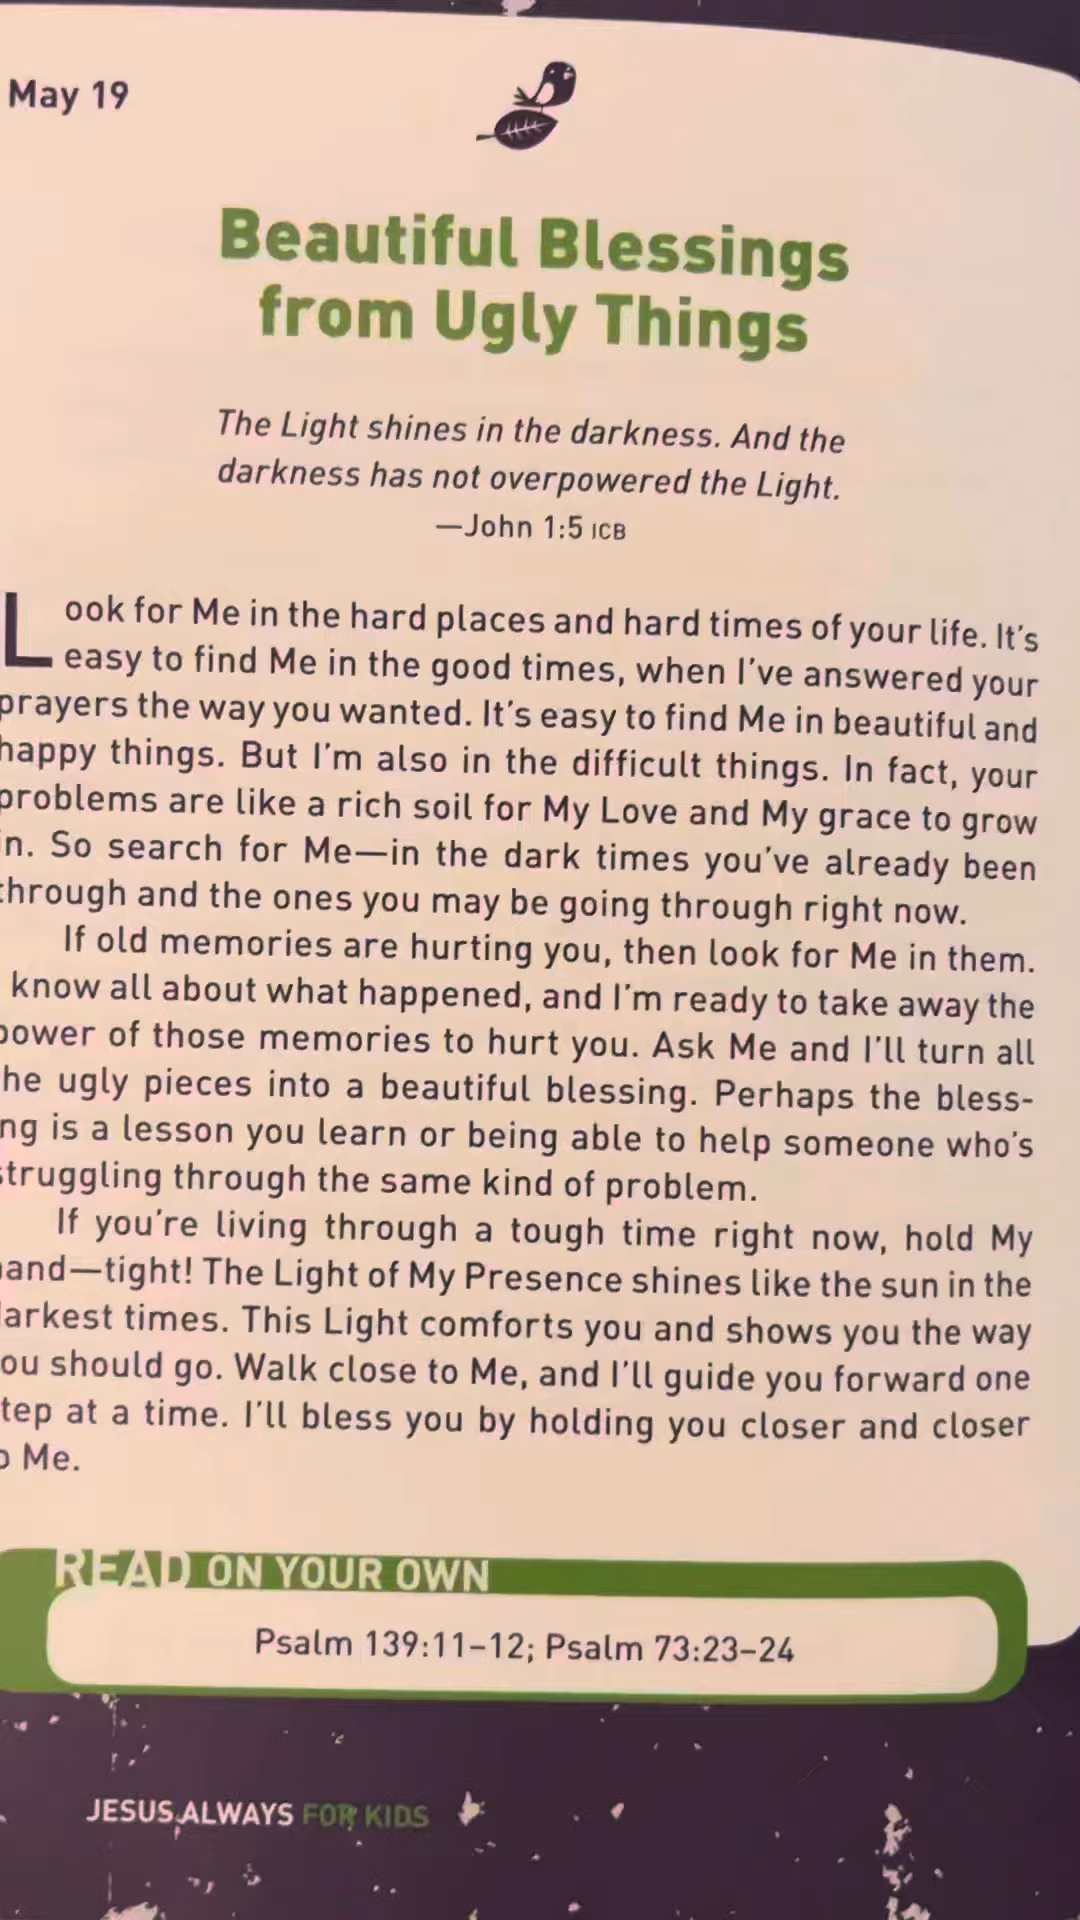 May 19
Beautiful Blessings
from Ugly Things
The Light shines in the darkness. And the
darkness has not overpowered the Light.
—John 1:5 ICB
Look for Me in the hard places and hard times of your life. It's
easy to find Me in the good times, when I've answered your
prayers the way you wanted. It's easy to find Me in beautiful and
happy things. But I'm also in the difficult things. In fact, your
problems are like a rich soil for My Love and My grace to grow
in. So search for Me—in the dark times you've already been
through and the ones you may be going through right now.
If old memories are hurting you, then look for Me in them.
know all about what happened, and I'm ready to take away the
power of those memories to hurt you. Ask Me and I'll turn all
he ugly pieces into a beautiful blessing. Perhaps the bless-
ng is a lesson you learn or being able to help someone who's
struggling through the same kind of problem.
If you're living through a tough time right now, hold My
and—tight! The Light of My Presence shines like the sun in the
arkest times. This Light comforts you and shows you the way
ou should go. Walk close to Me, and I'll guide you forward one
tep at a time. I'll bless you by holding you closer and closer
o Me.
READ ON YOUR OWN
Psalm 139:11–12; Psalm 73:23–24
JESUS ALWAYS FOR KIDS